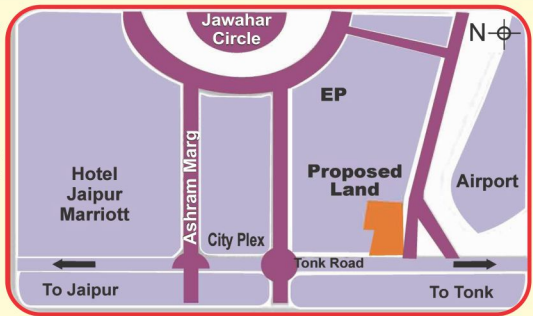 Jawahar
Circle
N
EP
Ashram Marg
Hotel
Jaipur
Marriott
Proposed
Land
Airport
City Plex
Tonk Road
To Jaipur
To Tonk